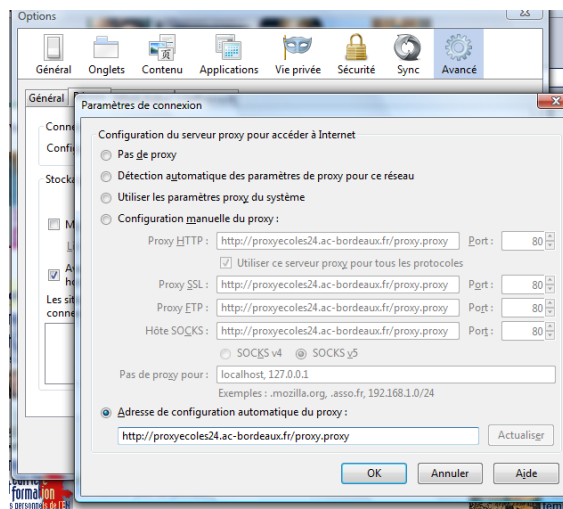 Options
Général Onglets Contenu Applications Vie privée Sécurité Sync Avancé
Général
Paramètres de connexion
Conne
Configuration du serveur proxy pour accéder à Internet
Confi
Pas de proxy
Détection automatique des paramètres de proxy pour ce réseau
Stocka
Utiliser les paramètres proxy du système
Configuration manuelle du proxy :
M
Proxy HTTP : http://proxyecoles24.ac-bordeaux.fr/proxy.proxy Port : 80
Utiliser ce serveur proxy pour tous les protocoles
Proxy SSL : http://proxyecoles24.ac-bordeaux.fr/proxy.proxy Port : 80
Les sit
Proxy FTP : http://proxyecoles24.ac-bordeaux.fr/proxy.proxy Port : 80
conne
Hôte SOCKS : http://proxyecoles24.ac-bordeaux.fr/proxy.proxy Port : 80
SOCKS v4 SOCKS v5
Pas de proxy pour : localhost, 127.0.0.1
Exemples : .mozilla.org, .asso.fr, 192.168.1.0/24
Adresse de configuration automatique du proxy :
http://proxyecoles24.ac-bordeaux.fr/proxy.proxy Actualiser
OK Annuler Aide
formation
s personnels de l'EN